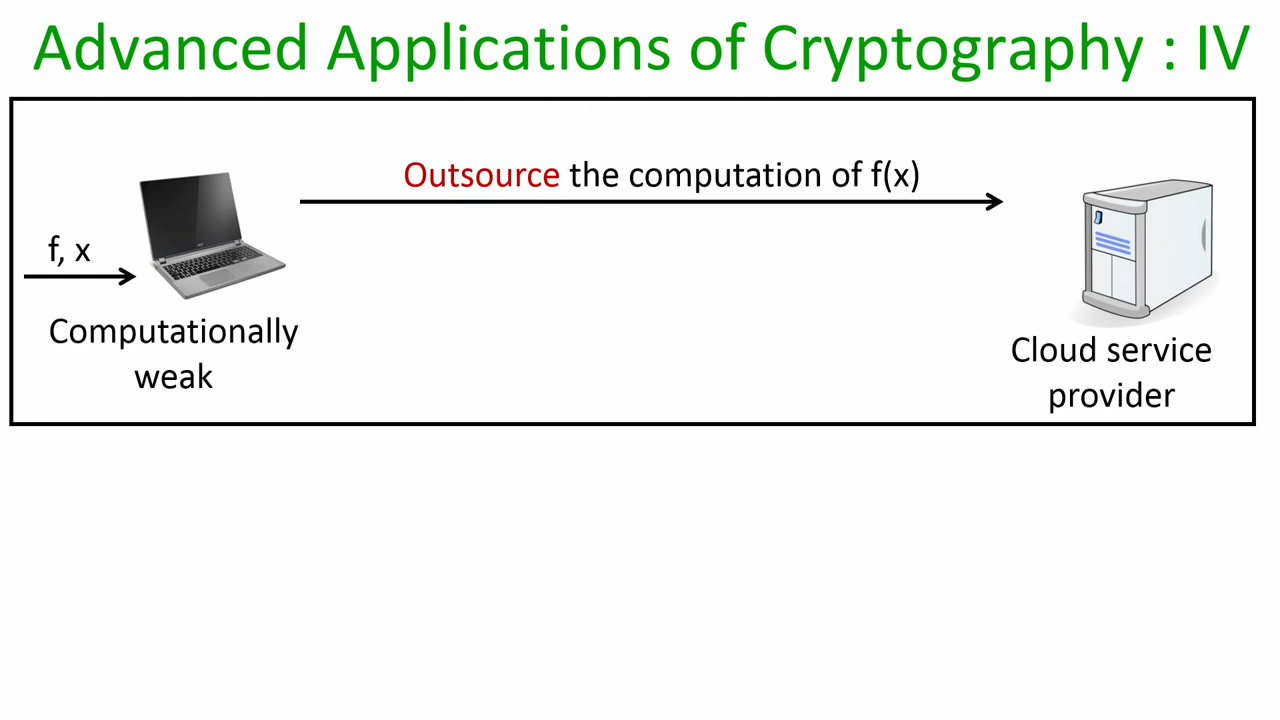 Advanced Applications of Cryptography : IV
Outsource the computation of f(x)
f, x
Computationally
weak
Cloud service
provider